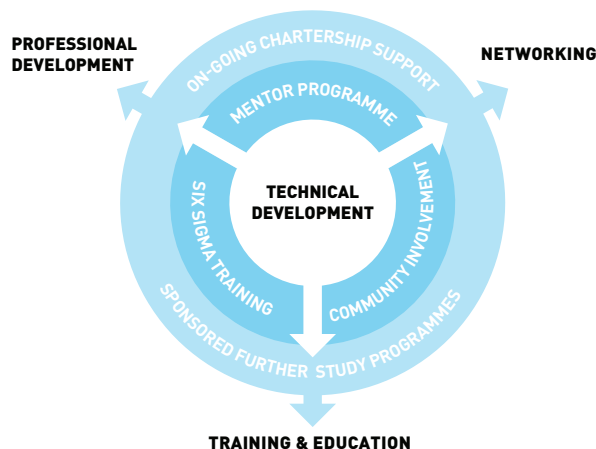 PROFESSIONAL
DEVELOPMENT
NETWORKING
ON-GOING CHARTERSHIP SUPPORT
MENTOR PROGRAMME
TECHNICAL
DEVELOPMENT
SIX SIGMA TRAINING
COMMUNITY INVOLVEMENT
SPONSORED FURTHER STUDY PROGRAMMES
TRAINING & EDUCATION